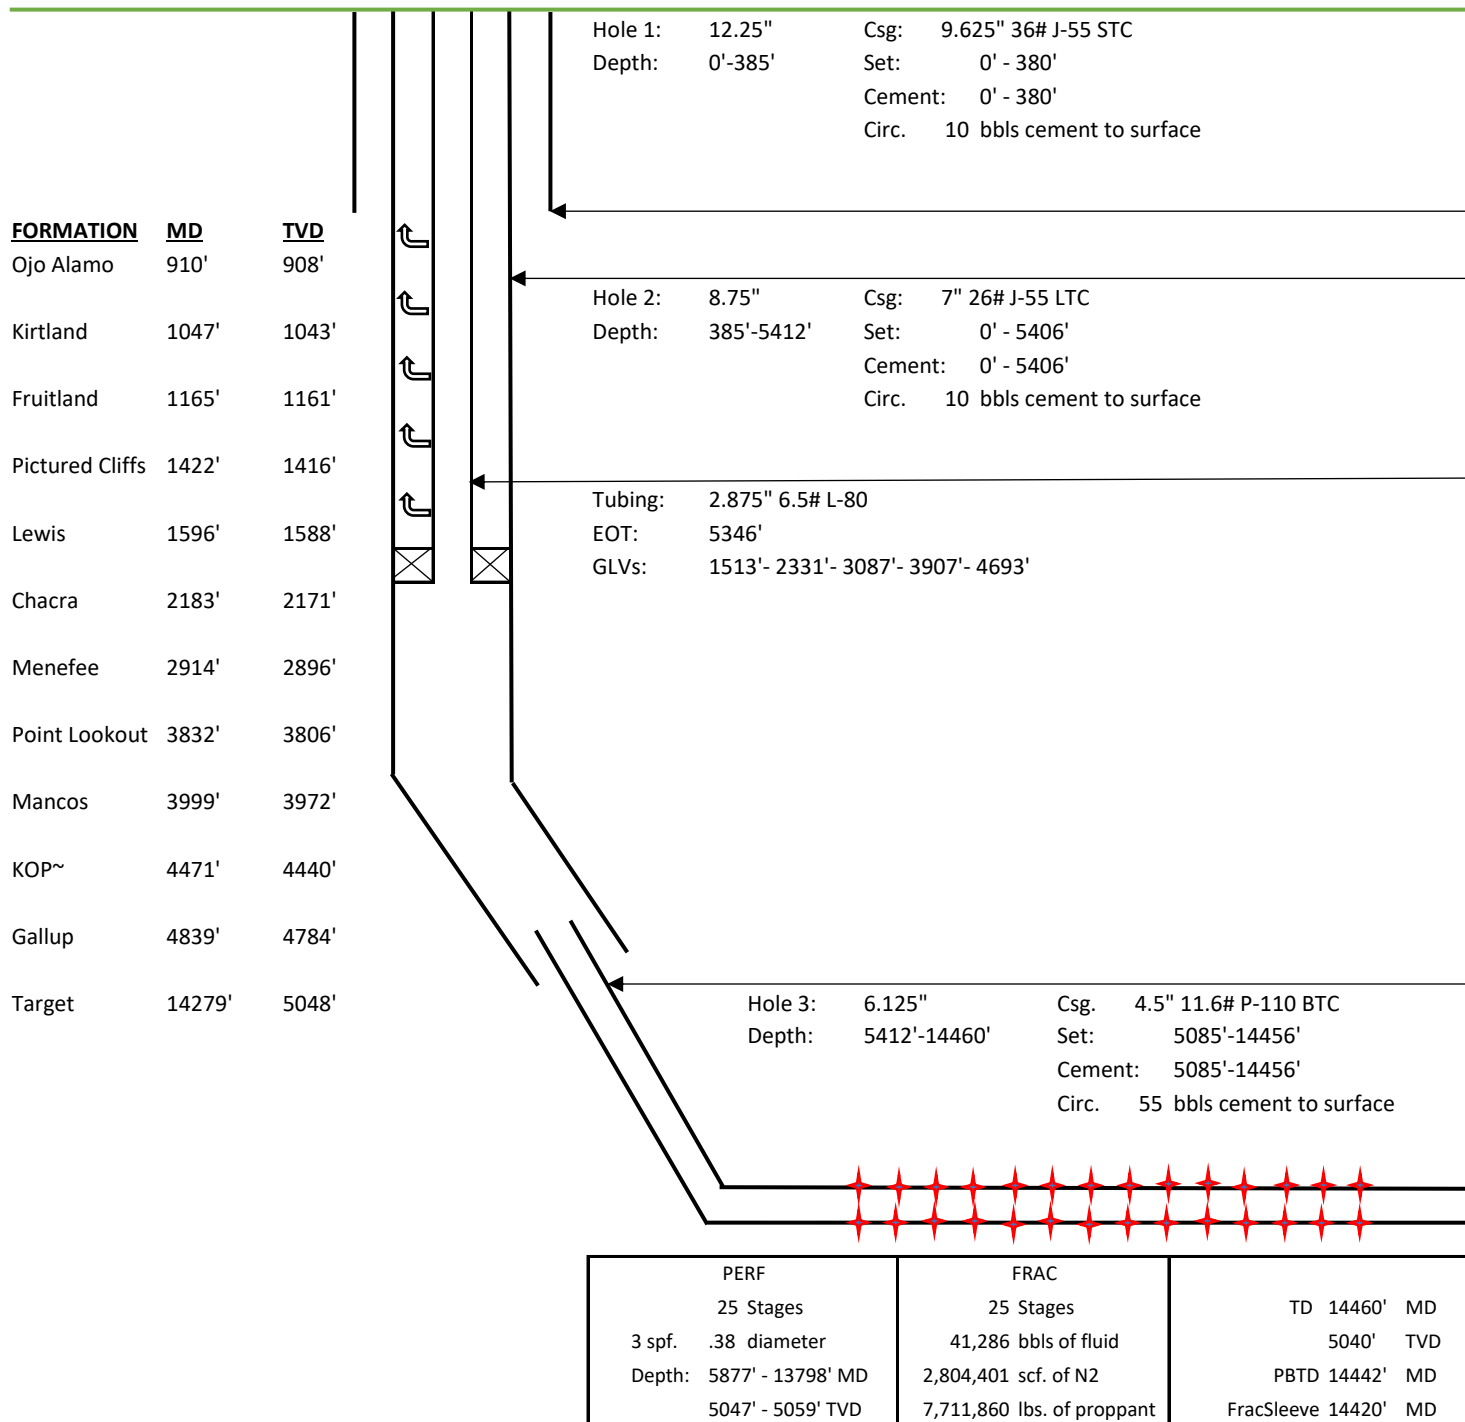 Hole 1: 12.25" Csg: 9.625" 36# J-55 STC
Depth: 0'-385' Set: 0' - 380'
Cement: 0' - 380'
Circ. 10 bbls cement to surface
FORMATION MD TVD
Ojo Alamo 910' 908'
Hole 2: 8.75" Csg: 7" 26# J-55 LTC
Kirtland 1047' 1043' Depth: 385'-5412' Set: 0' - 5406'
Cement: 0' - 5406'
Fruitland 1165' 1161' Circ. 10 bbls cement to surface
Pictured Cliffs 1422' 1416'
Tubing: 2.875" 6.5# L-80
Lewis 1596' 1588' EOT: 5346'
GLVs: 1513'- 2331'- 3087'- 3907'- 4693'
Chacra 2183' 2171'
Menefee 2914' 2896'
Point Lookout 3832' 3806'
Mancos 3999' 3972'
KOP~ 4471' 4440'
Gallup 4839' 4784'
Target 14279' 5048' Hole 3: 6.125" Csg. 4.5" 11.6# P-110 BTC
Depth: 5412'-14460' Set: 5085'-14456'
Cement: 5085'-14456'
Circ. 55 bbls cement to surface
PERF FRAC
25 Stages 25 Stages TD 14460' MD
3 spf. .38 diameter 41,286 bbls of fluid 5040' TVD
Depth: 5877' - 13798' MD 2,804,401 scf. of N2 PBTD 14442' MD
5047' - 5059' TVD 7,711,860 lbs. of proppant FracSleeve 14420' MD